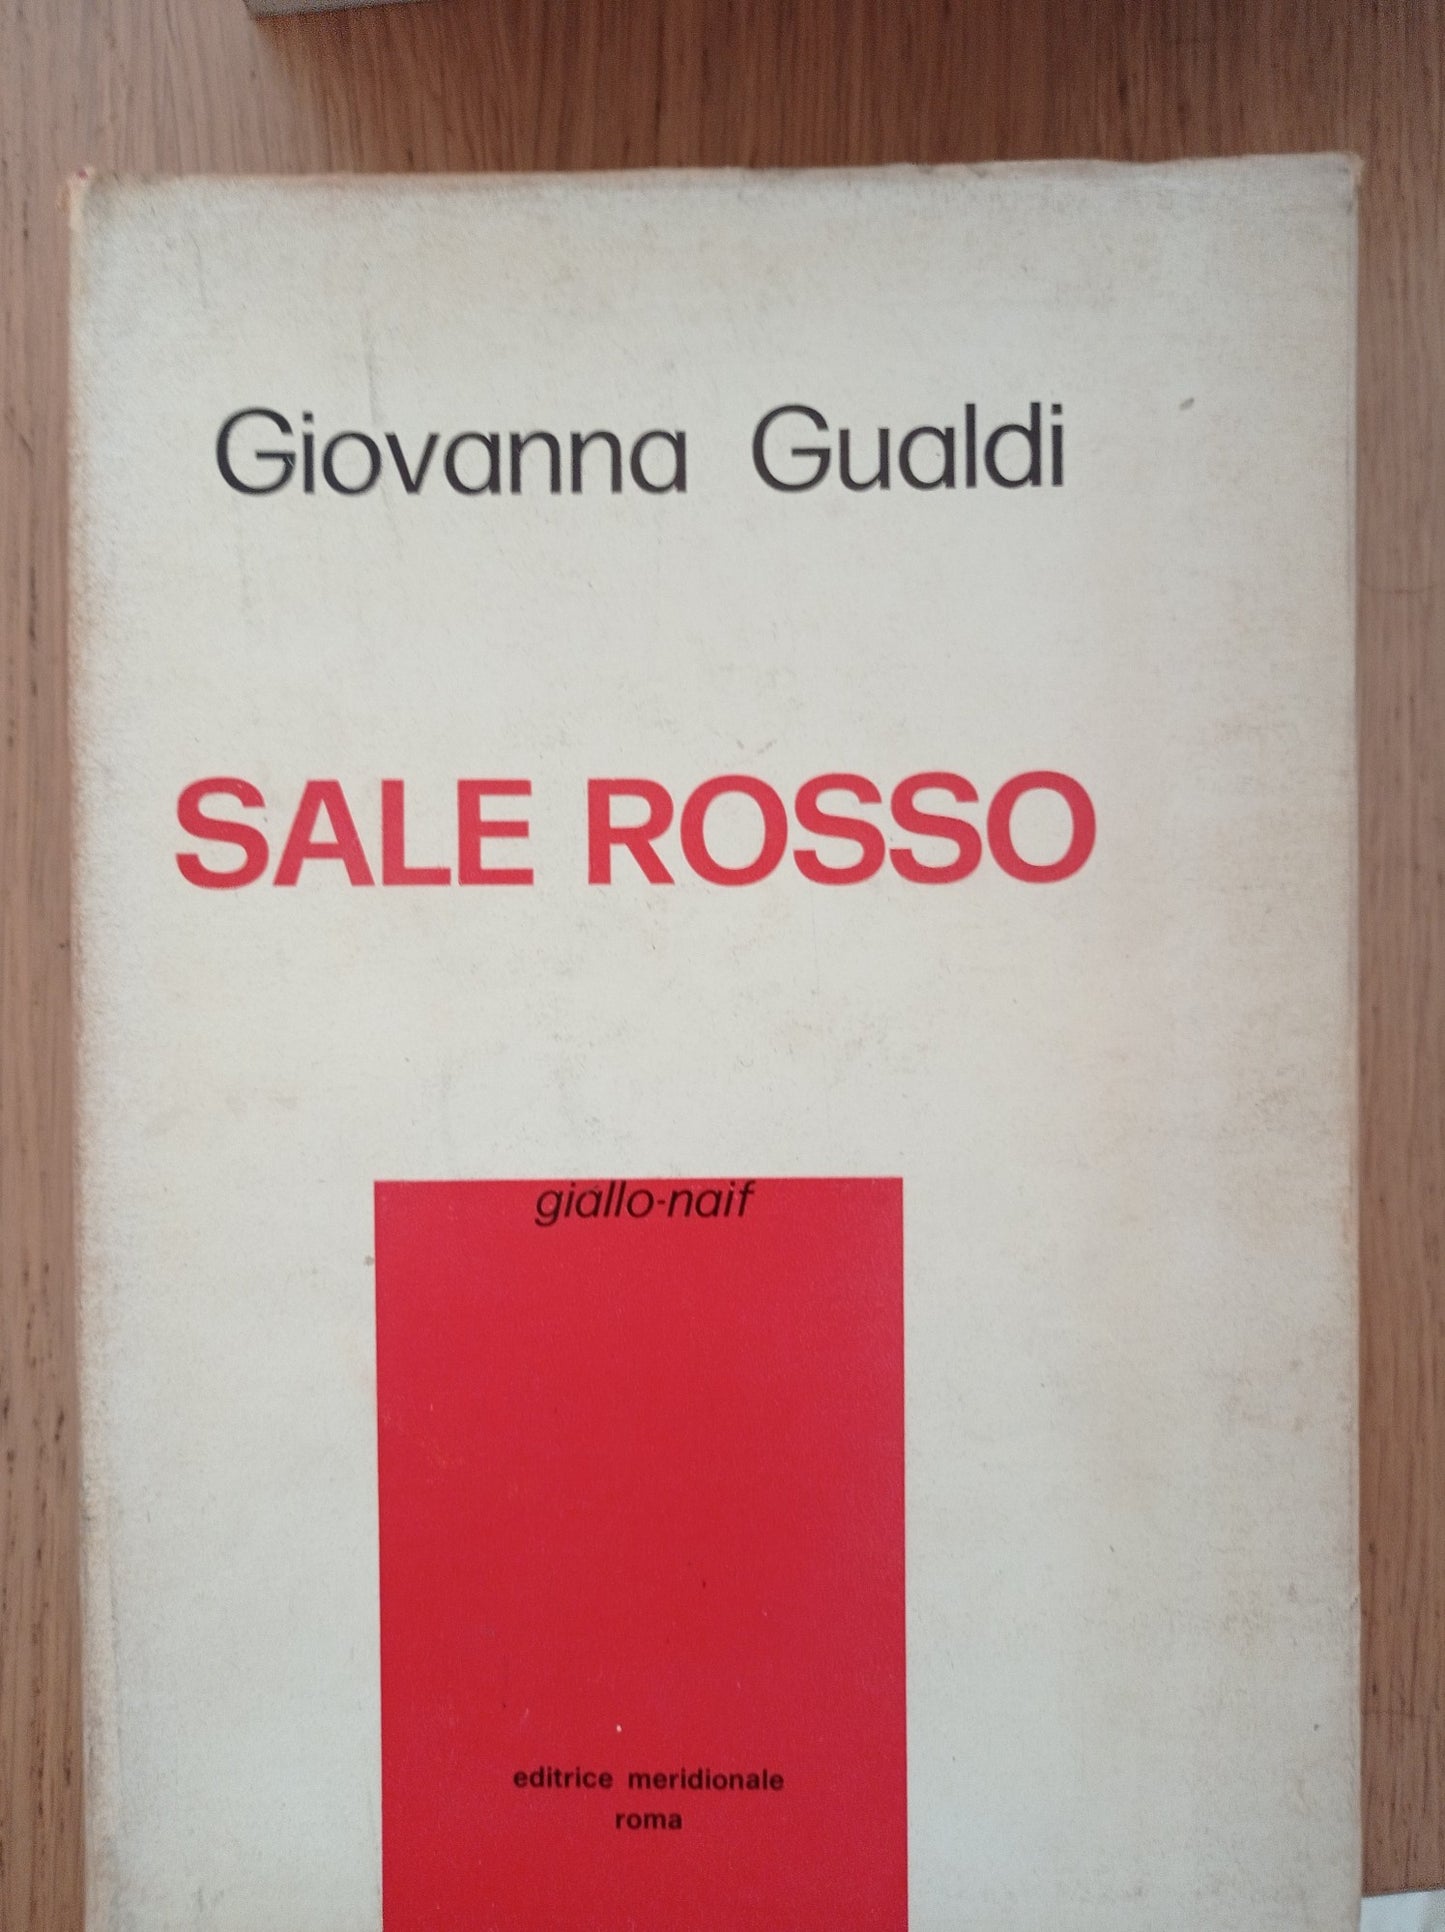 Giovanna Gualdi
SALE ROSSO
giallo-naif
editrice meridionale
roma